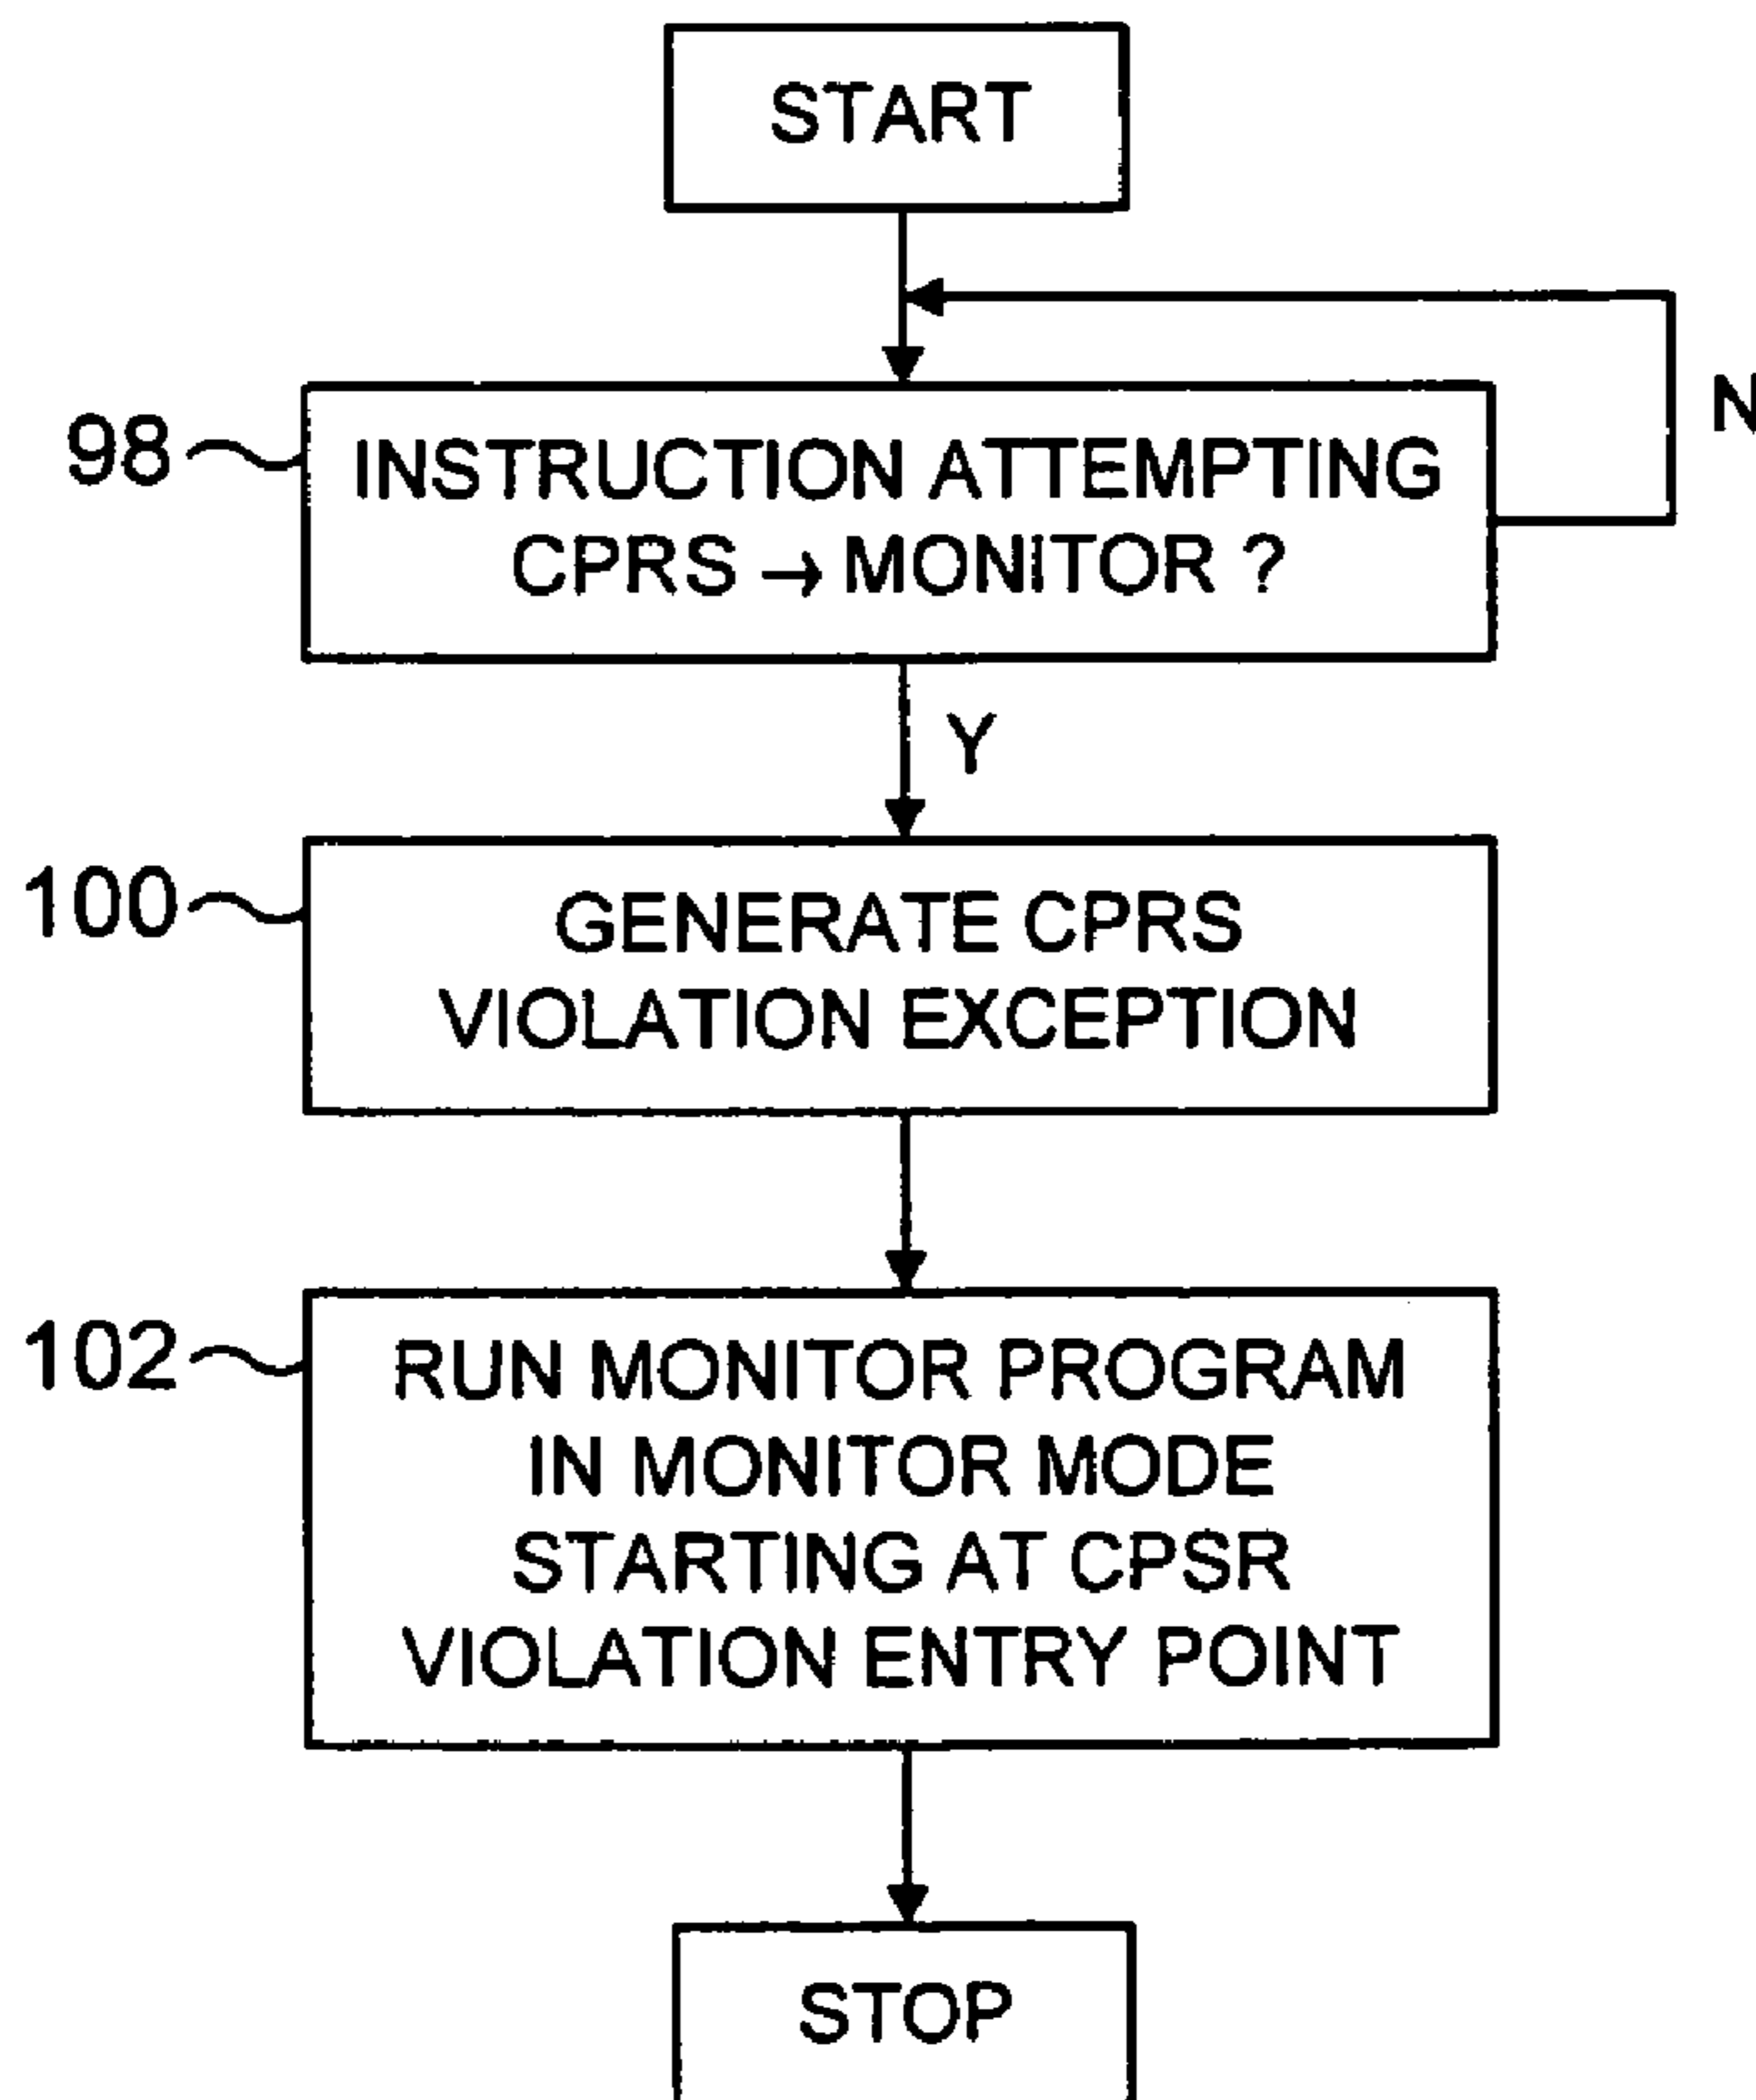 START
N
98
INSTRUCTION ATTEMPTING
CPRS → MONITOR ?
Y
100
GENERATE CPRS
VIOLATION EXCEPTION
102
RUN MONITOR PROGRAM
IN MONITOR MODE
STARTING AT CPSR
VIOLATION ENTRY POINT
STOP